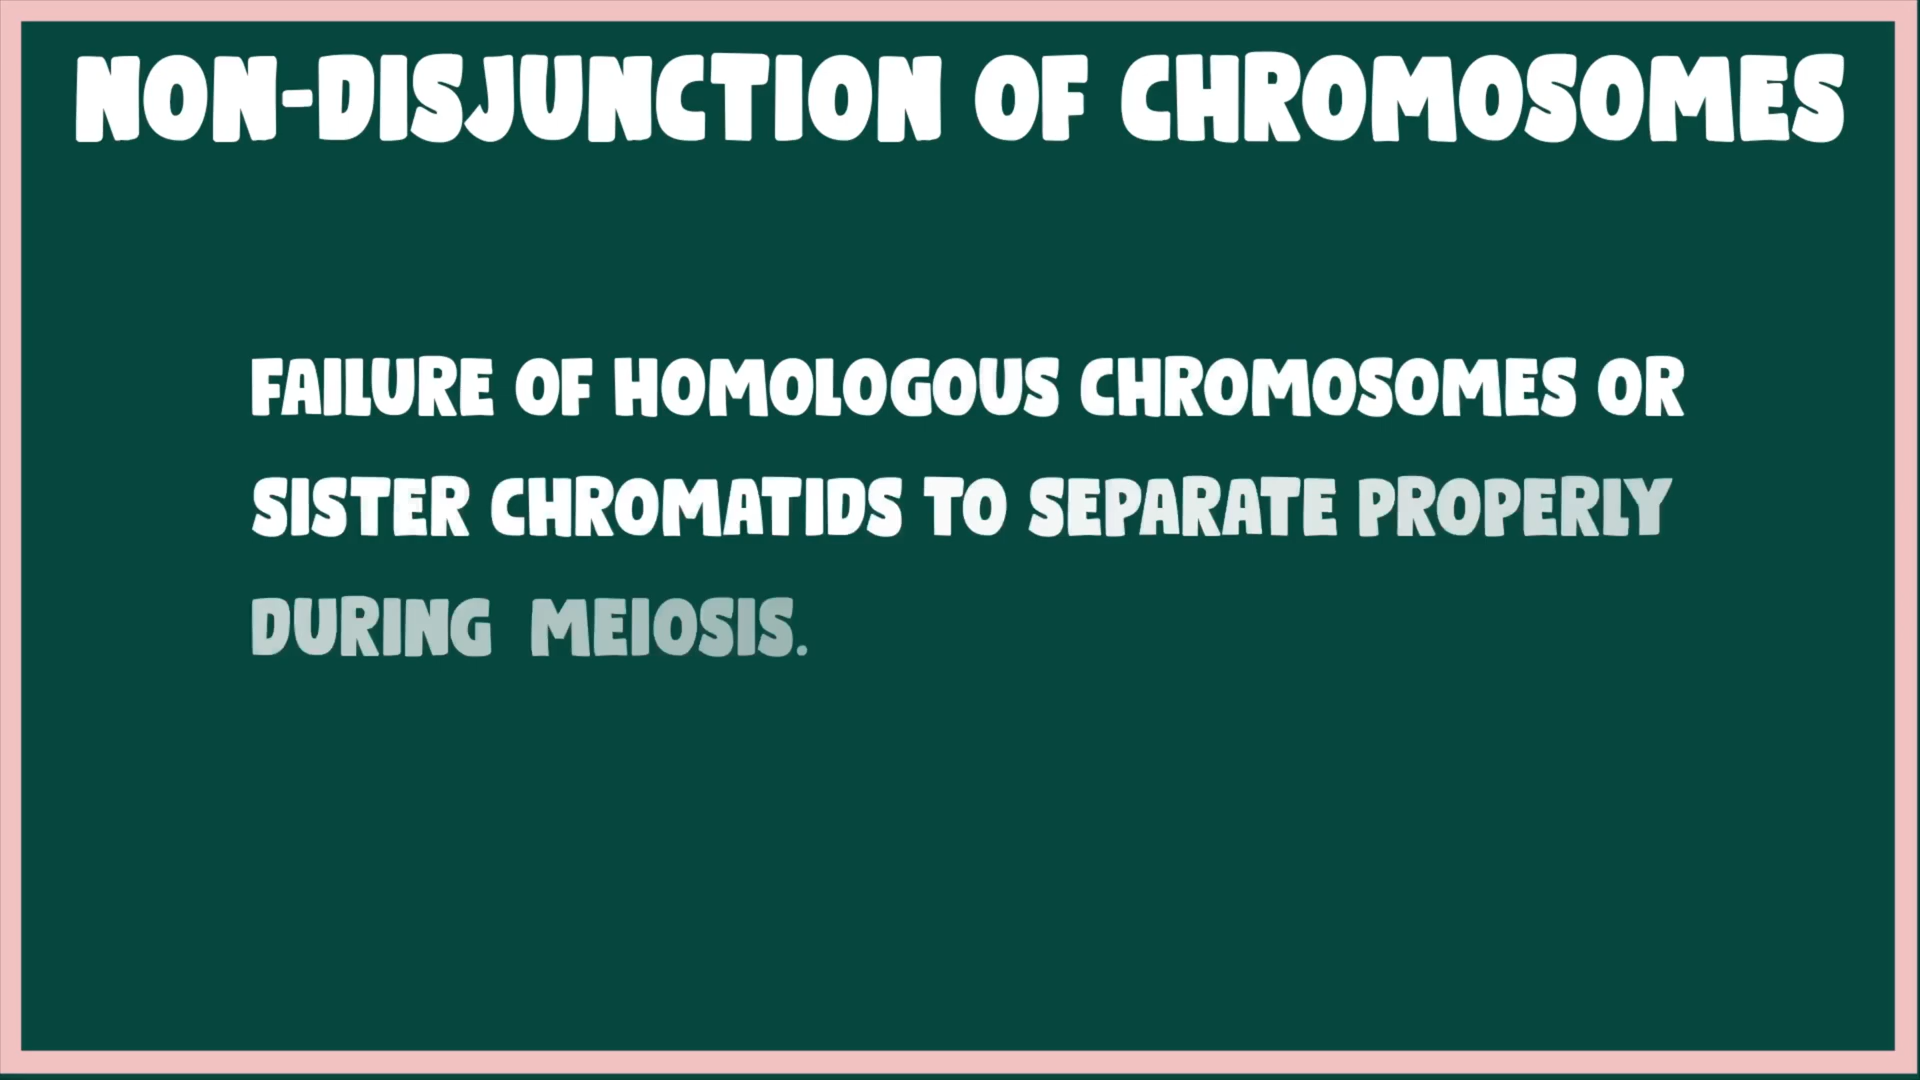 NON-DISJUNCTION OF CHROMOSOMES
FAILURE OF HOMOLOGOUS CHROMOSOMES OR
SISTER CHROMATIDS TO SEPARATE PROPERLY
DURING MEIOSIS.